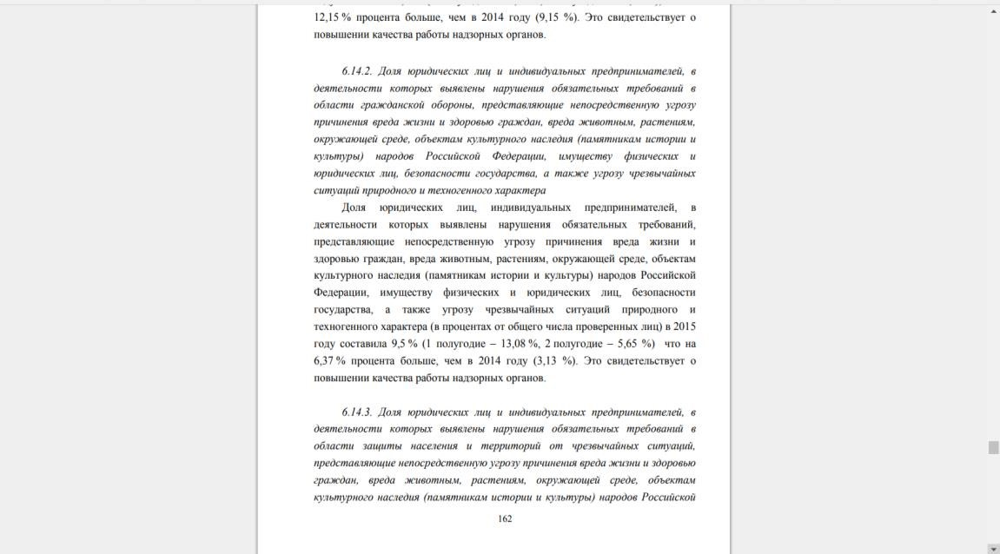 12,15 % процента больше, чем в 2014 году (9,15 %). Это свидетельствует о
повышении качества работы надзорных органов.
6.14.2. Доля юридических лиц и индивидуальных предпринимателей, в
деятельности которых выявлены нарушения обязательных требований в
области гражданской обороны, представляющие непосредственную угрозу
причинения вреда жизни и здоровью граждан, вреда животным, растениям,
окружающей среде, объектам культурного наследия (памятникам истории и
культуры) народов Российской Федерации, имуществу физических и
юридических лиц, безопасности государства, а также угрозу чрезвычайных
ситуаций природного и техногенного характера
Доля юридических лиц, индивидуальных предпринимателей, в
деятельности которых выявлены нарушения обязательных требований,
представляющие непосредственную угрозу причинения вреда жизни и
здоровью граждан, вреда животным, растениям, окружающей среде, объектам
культурного наследия (памятникам истории и культуры) народов Российской
Федерации, имуществу физических и юридических лиц, безопасности
государства, а также угрозу чрезвычайных ситуаций природного и
техногенного характера (в процентах от общего числа проверенных лиц) в 2015
году составила 9,5 % (1 полугодие – 13,08 %, 2 полугодие – 5,65 %) что на
6,37 % процента больше, чем в 2014 году (3,13 %). Это свидетельствует о
повышении качества работы надзорных органов.
6.14.3. Доля юридических лиц и индивидуальных предпринимателей, в
деятельности которых выявлены нарушения обязательных требований в
области защиты населения и территорий от чрезвычайных ситуаций,
представляющие непосредственную угрозу причинения вреда жизни и здоровью
граждан, вреда животным, растениям, окружающей среде, объектам
культурного наследия (памятникам истории и культуры) народов Российской
162